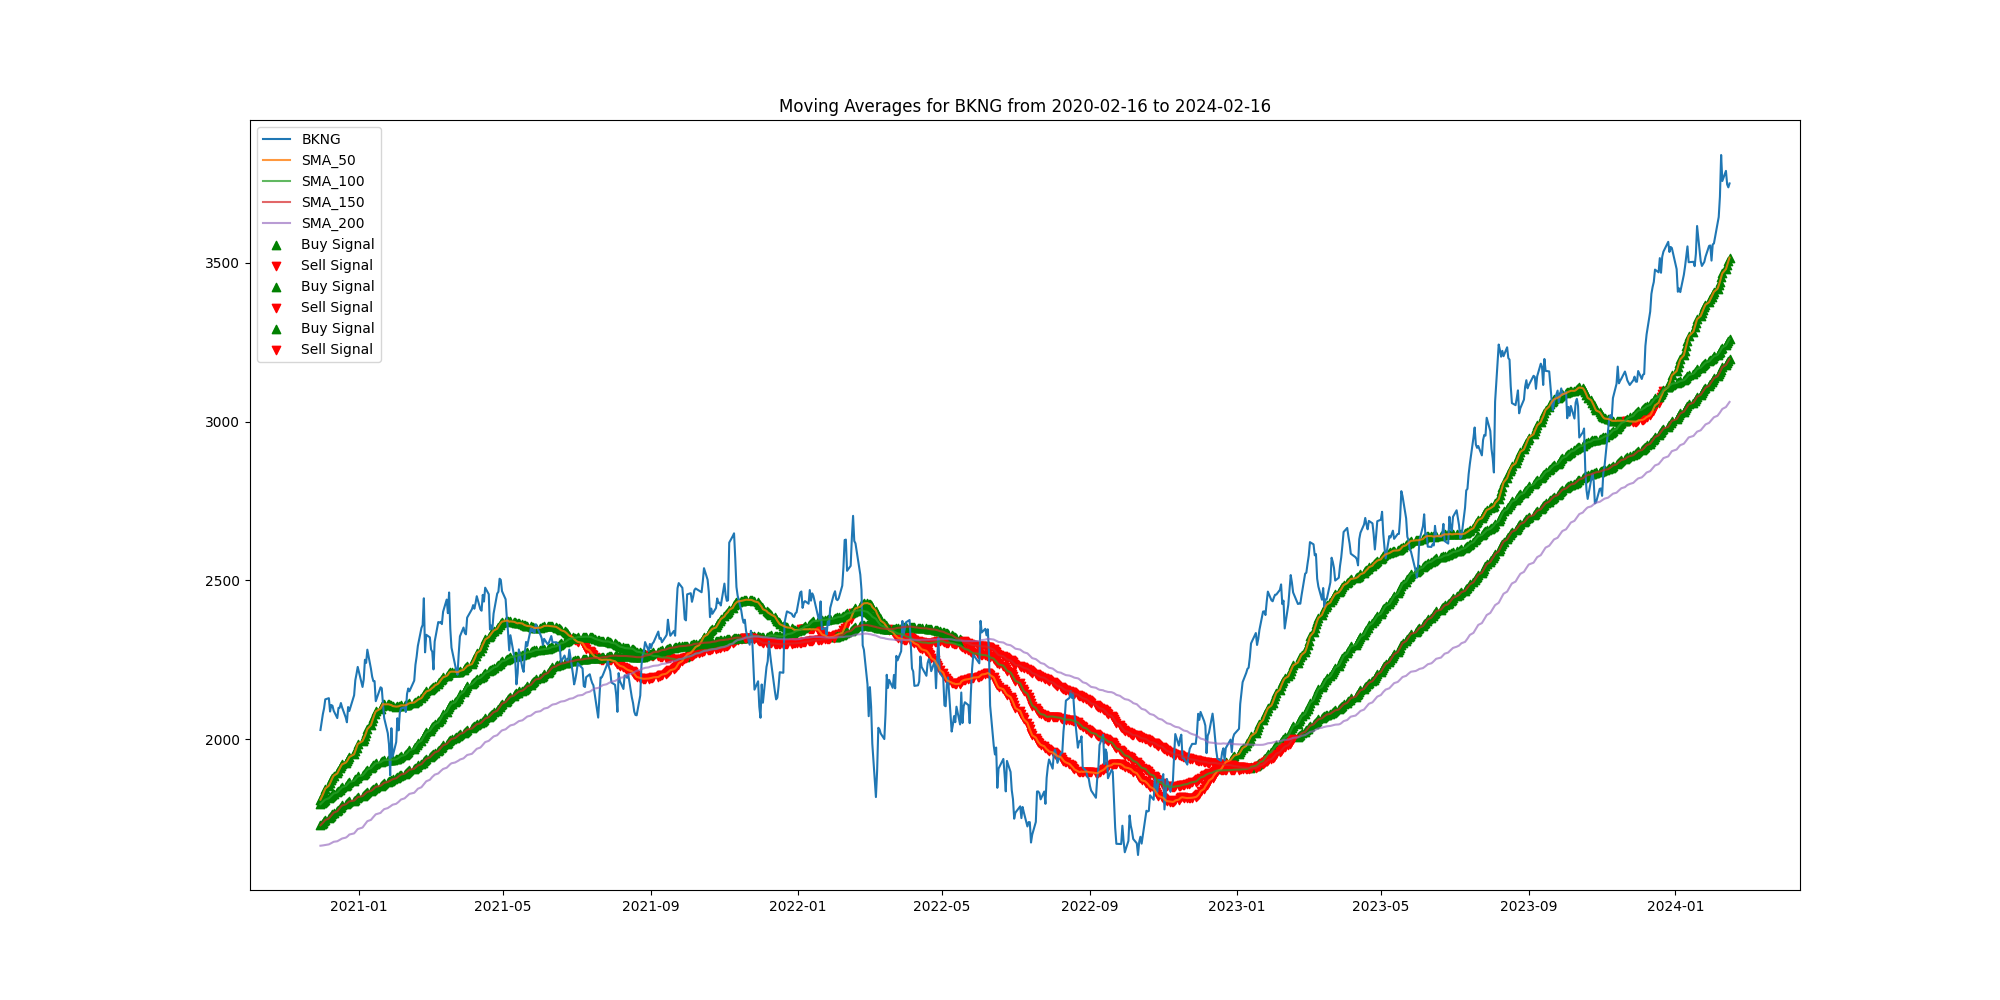 Moving Averages for BKNG from 2020-02-16 to 2024-02-16
BKNG
SMA_50
SMA_100
SMA_150
SMA_200
Buy Signal
Sell Signal
Buy Signal
Sell Signal
Buy Signal
Sell Signal
3500
3000
2500
2000
2021-01
2021-05
2021-09
2022-01
2022-05
2022-09
2023-01
2023-05
2023-09
2024-01